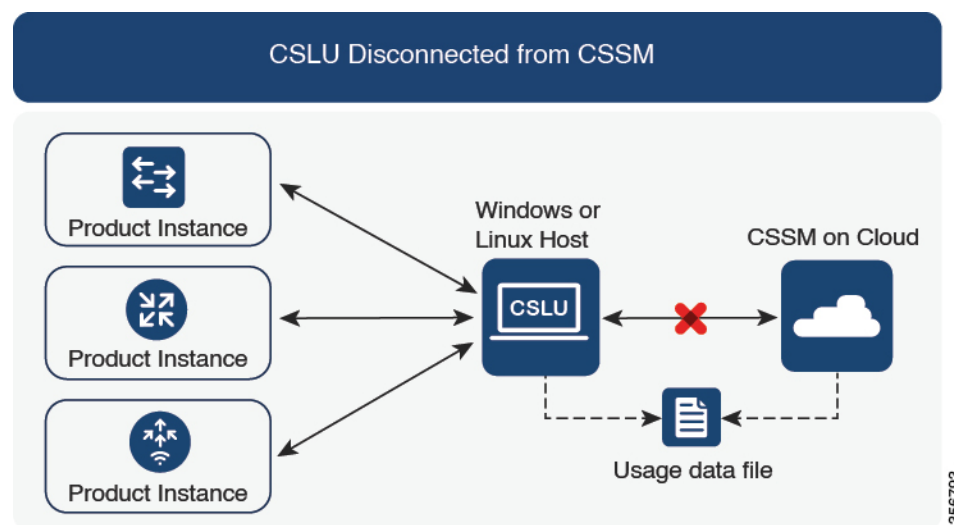 CSLU Disconnected from CSSM
Product Instance
Product Instance
Product Instance
Windows or
Linux Host
CSLU
CSSM on Cloud
Usage data file